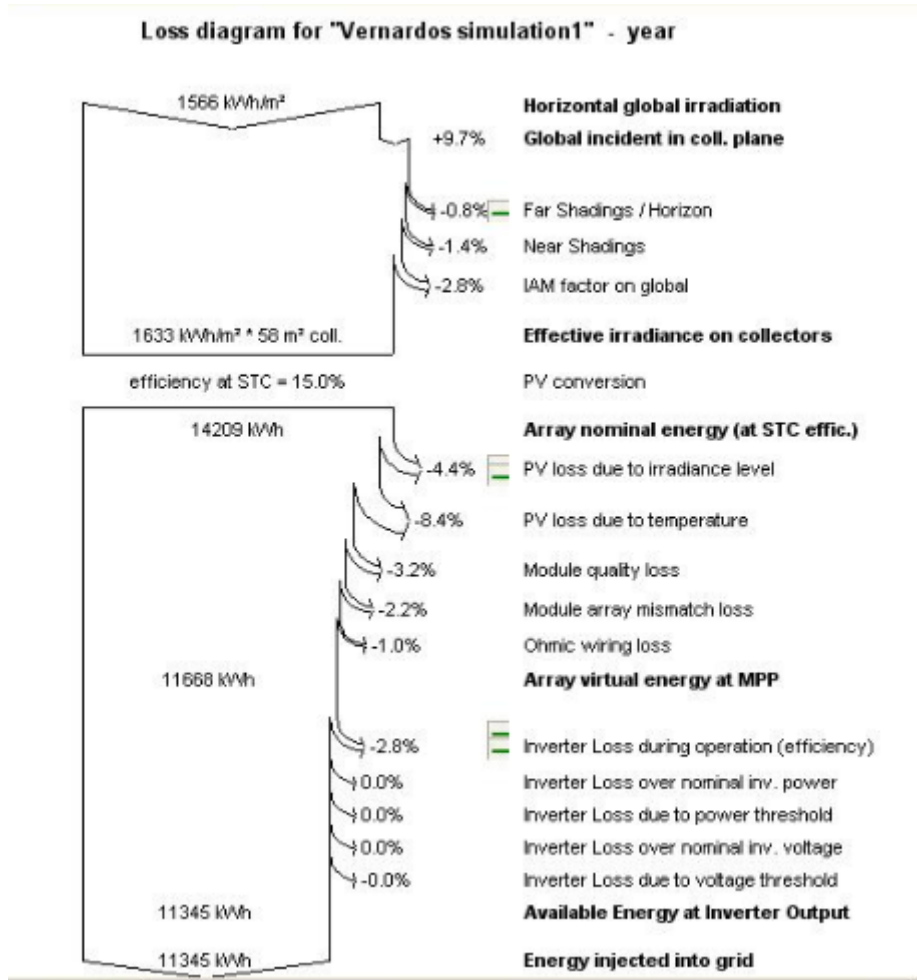 Loss diagram for "Vernardos simulation1" - year
1566 kWh/m² Horizontal global irradiation
+9.7% Global incident in coll. plane
-0.8% Far Shadings / Horizon
-1.4% Near Shadings
-2.8% IAM factor on global
1633 kWh/m² * 58 m² coll. Effective irradiance on collectors
efficiency at STC = 15.0% PV conversion
14209 kWh Array nominal energy (at STC effic.)
-4.4% PV loss due to irradiance level
-8.4% PV loss due to temperature
-3.2% Module quality loss
-2.2% Module array mismatch loss
-1.0% Ohmic wiring loss
11668 kWh Array virtual energy at MPP
-2.8% Inverter Loss during operation (efficiency)
0.0% Inverter Loss over nominal inv. power
0.0% Inverter Loss due to power threshold
0.0% Inverter Loss over nominal inv. voltage
-0.0% Inverter Loss due to voltage threshold
11345 kWh Available Energy at Inverter Output
11345 kWh Energy injected into grid